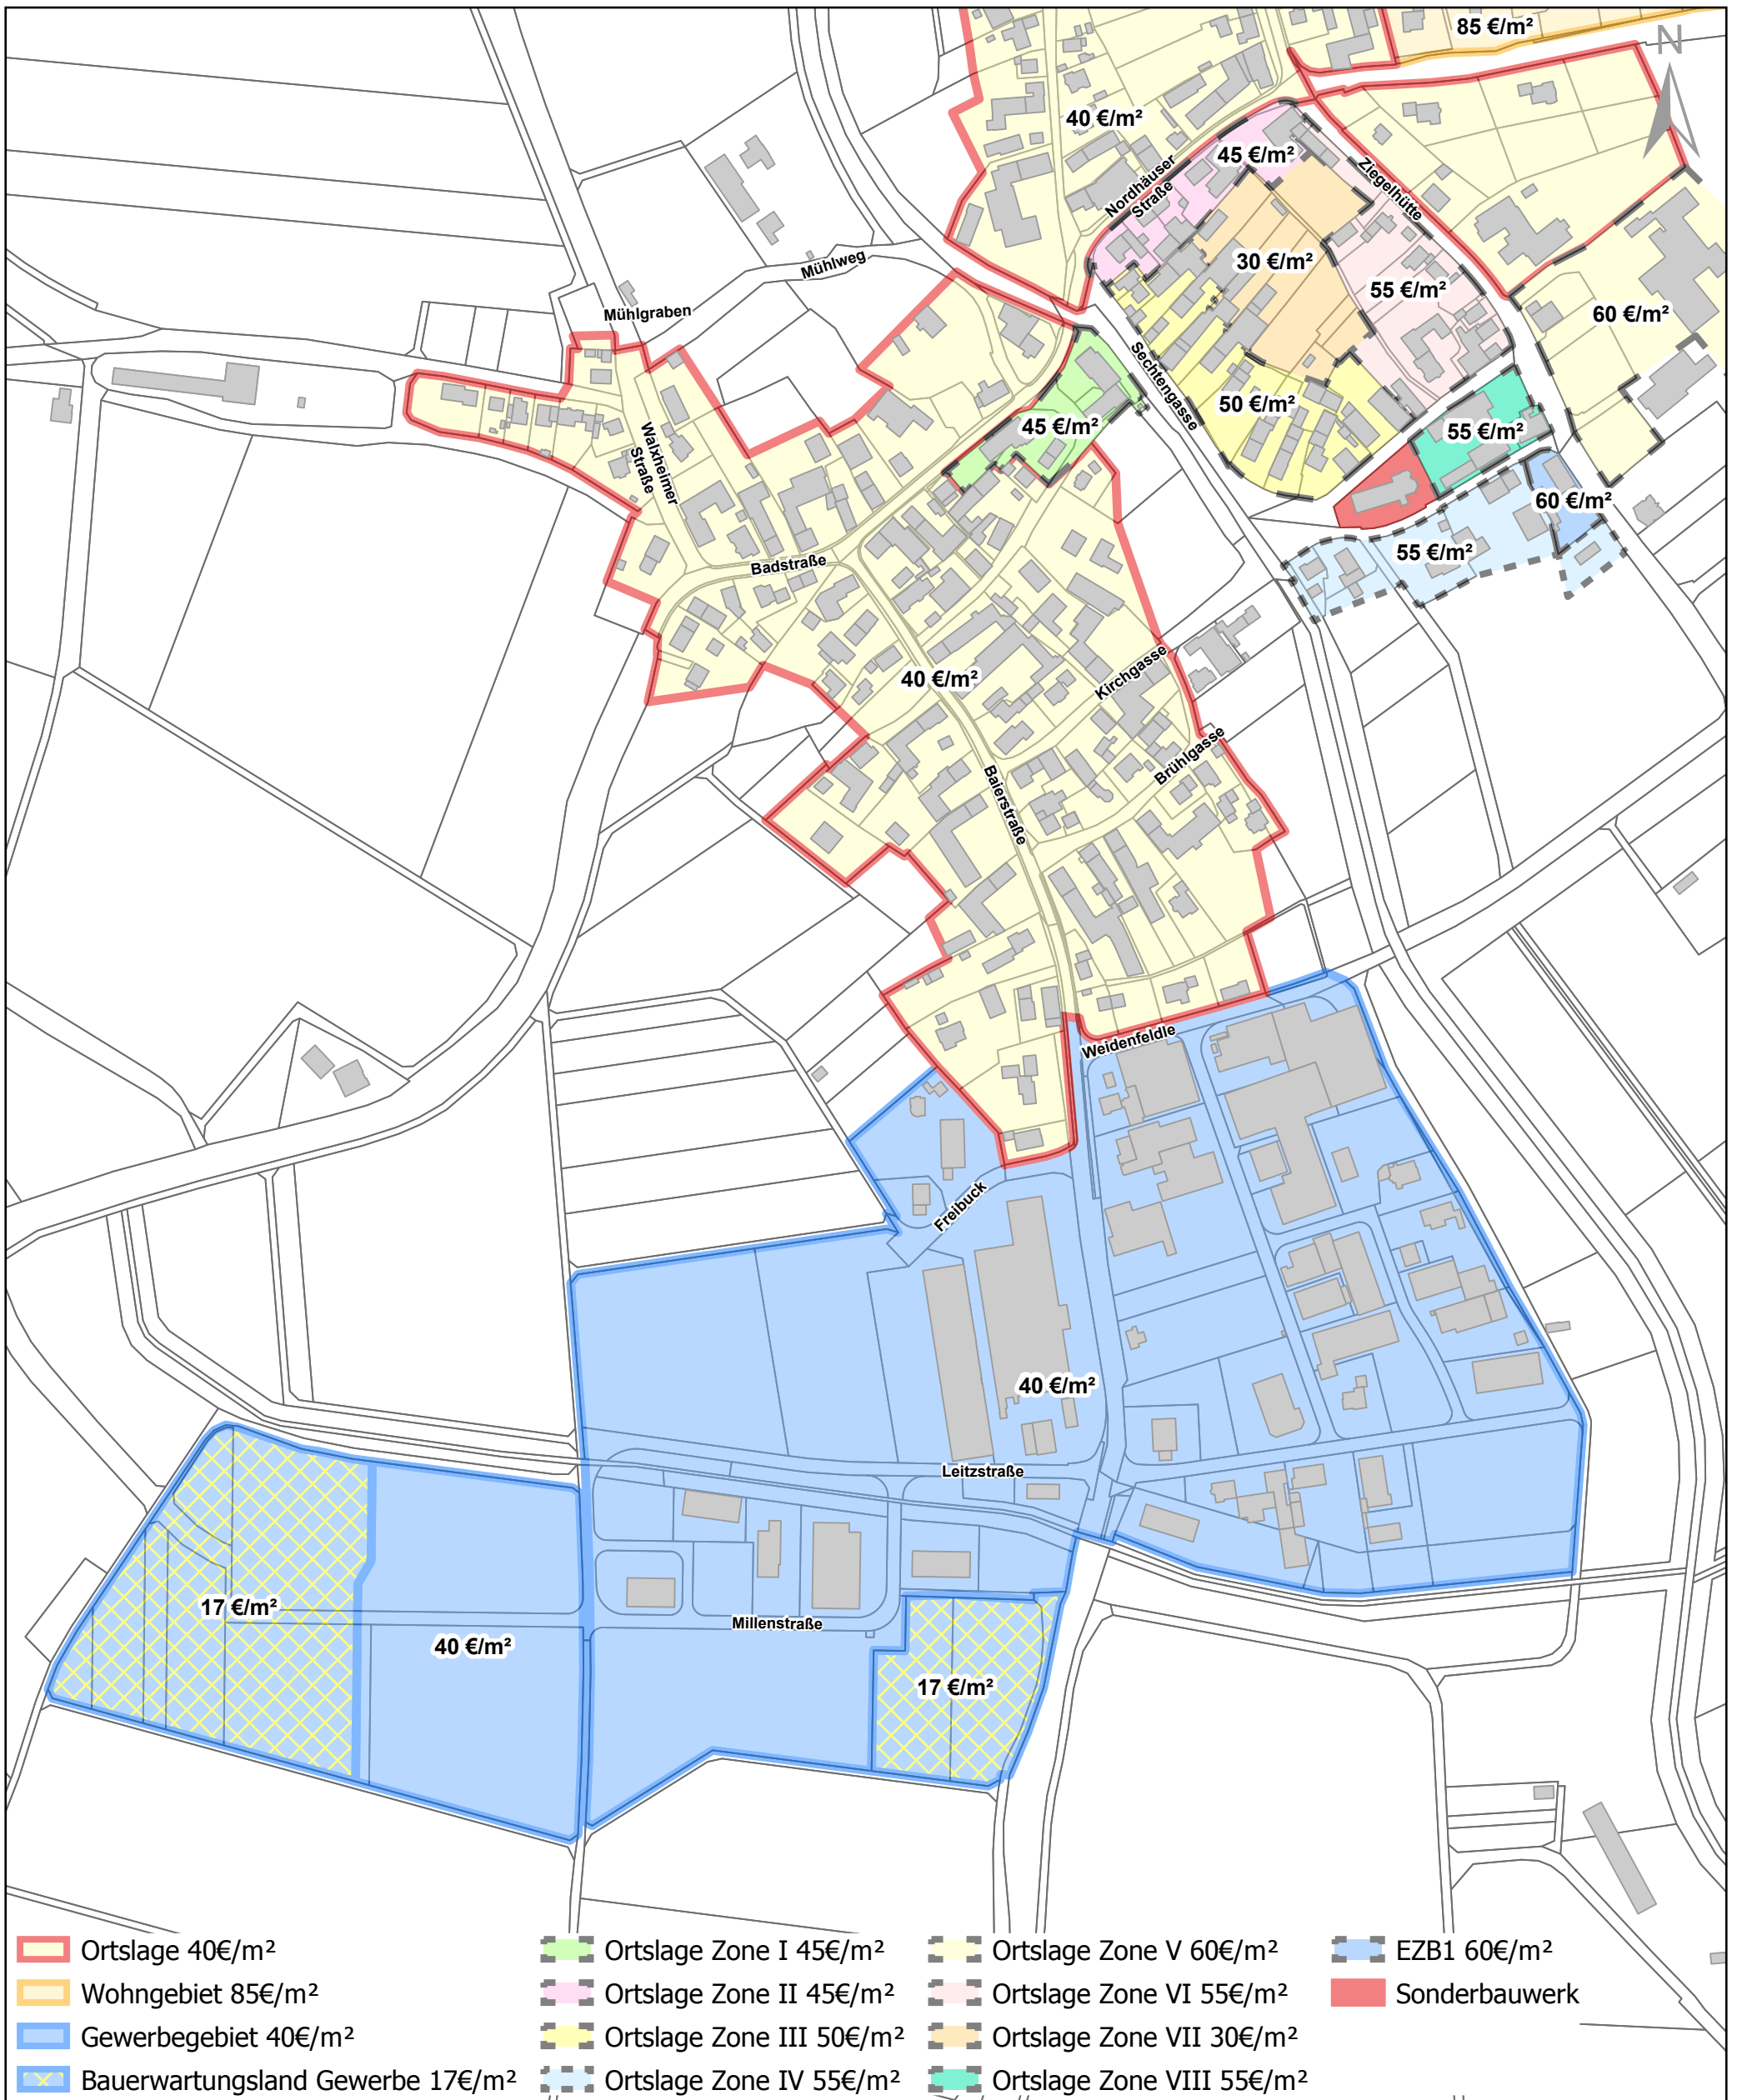 85 €/m²
N
40 €/m²
45 €/m²
Nordhäuser
Straße
Ziegelhütte
30 €/m²
Mühlweg
55 €/m²
Mühlgraben
60 €/m²
Sechtengasse
50 €/m²
45 €/m²
55 €/m²
Walxheimer
Straße
60 €/m²
55 €/m²
Badstraße
40 €/m²
Kirchgasse
Brühlgasse
Baierstraße
Weidenfeldle
Freibuck
40 €/m²
Leitzstraße
17 €/m²
Millenstraße
40 €/m²
17 €/m²
Ortslage 40€/m²
Wohngebiet 85€/m²
Gewerbegebiet 40€/m²
Bauerwartungsland Gewerbe 17€/m²
Ortslage Zone I 45€/m²
Ortslage Zone II 45€/m²
Ortslage Zone III 50€/m²
Ortslage Zone IV 55€/m²
Ortslage Zone V 60€/m²
Ortslage Zone VI 55€/m²
Ortslage Zone VII 30€/m²
Ortslage Zone VIII 55€/m²
EZB1 60€/m²
Sonderbauwerk